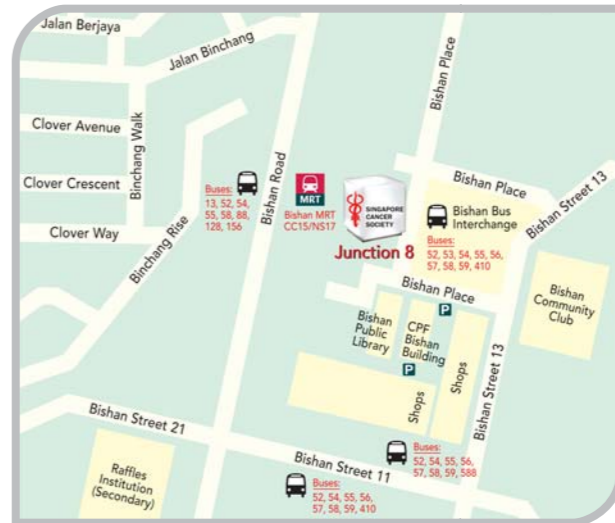 Jalan Berjaya
Jalan Binchang
Clover Avenue
Binchang Walk
Clover Crescent
Clover Way
Binchang Rise
Buses:
13, 52, 54,
55, 58, 88,
128, 156
Bishan Road
MRT
Bishan MRT
CC15/NS17
SINGAPORE
CANCER
SOCIETY
Junction 8
Bishan Place
Bishan Place
Bishan Street 13
Bishan Bus
Interchange
Buses:
52, 53, 54, 55, 56,
57, 58, 59, 410
Bishan Place
Bishan
Community
Club
P
Bishan
Public
Library
CPF
Bishan
Building
P
Shops
Shops
Bishan Street 13
Bishan Street 21
Raffles
Institution
(Secondary)
Bishan Street 11
Buses:
52, 54, 55, 56,
57, 58, 59, 588
Buses:
52, 54, 55, 56,
57, 58, 59, 410